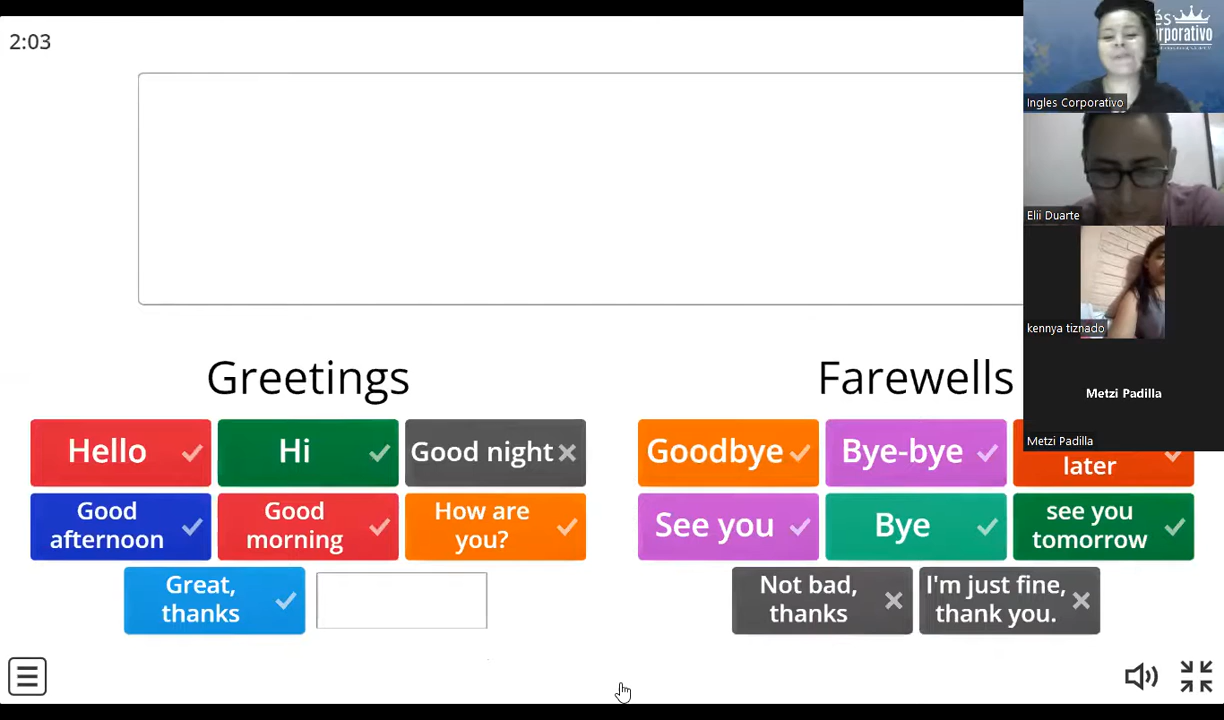 2:03
és
rporativo
Ingles Corporativo
Elii Duarte
kennya tiznado
Metzi Padilla
Metzi Padilla
Greetings
Farewells
Hello
Hi
Good night
Goodbye
Bye-bye
later
Good
afternoon
Good
morning
How are
you?
See you
Bye
see you
tomorrow
Great,
thanks
Not bad,
thanks
I'm just fine,
thank you.